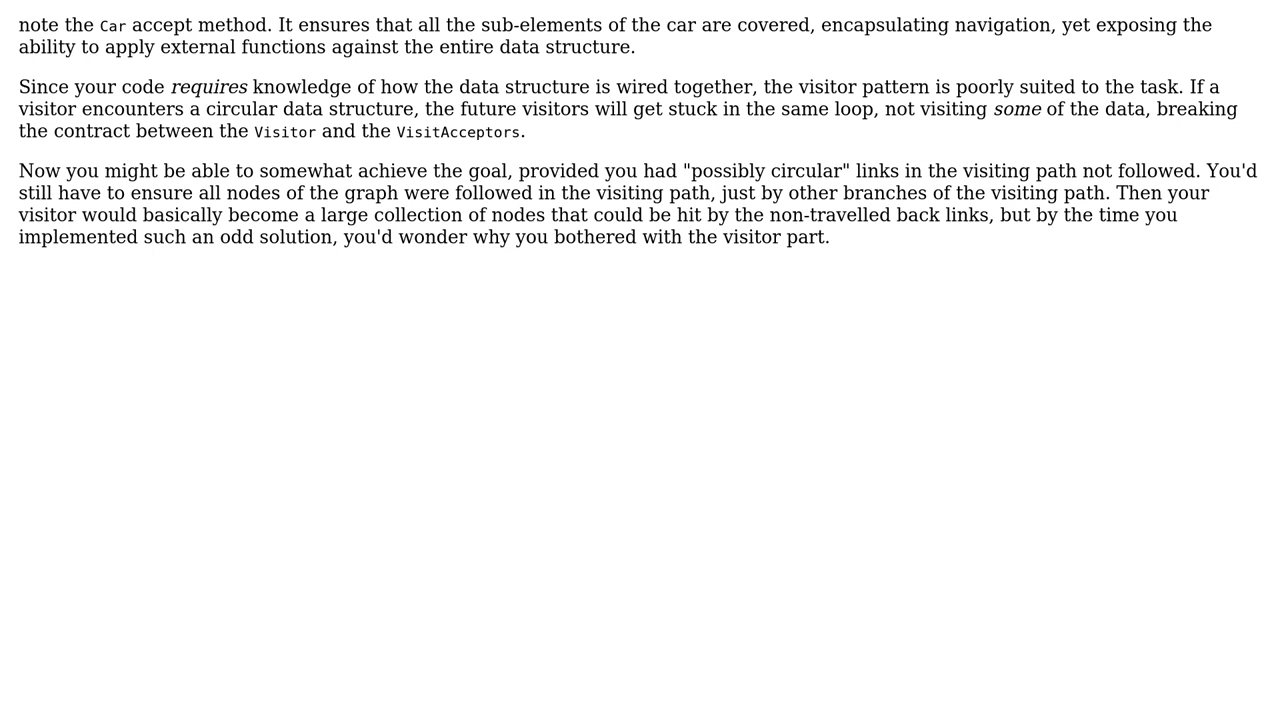 note the Car accept method. It ensures that all the sub-elements of the car are covered, encapsulating navigation, yet exposing the
ability to apply external functions against the entire data structure.
Since your code requires knowledge of how the data structure is wired together, the visitor pattern is poorly suited to the task. If a
visitor encounters a circular data structure, the future visitors will get stuck in the same loop, not visiting some of the data, breaking
the contract between the Visitor and the VisitAcceptors.
Now you might be able to somewhat achieve the goal, provided you had "possibly circular" links in the visiting path not followed. You'd
still have to ensure all nodes of the graph were followed in the visiting path, just by other branches of the visiting path. Then your
visitor would basically become a large collection of nodes that could be hit by the non-travelled back links, but by the time you
implemented such an odd solution, you'd wonder why you bothered with the visitor part.